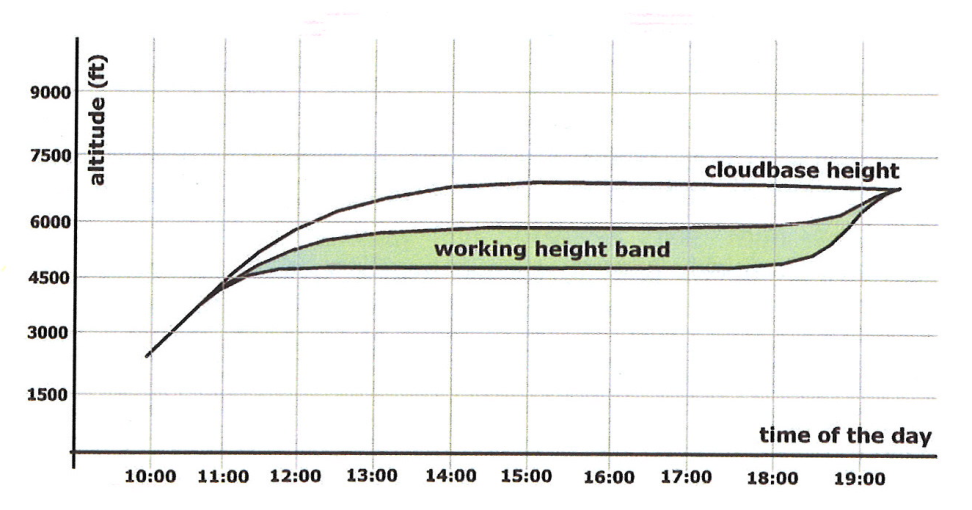 altitude (ft)
9000
7500
cloudbase height
6000
working height band
4500
3000
1500
time of the day
10:00 11:00 12:00 13:00 14:00 15:00 16:00 17:00 18:00 19:00